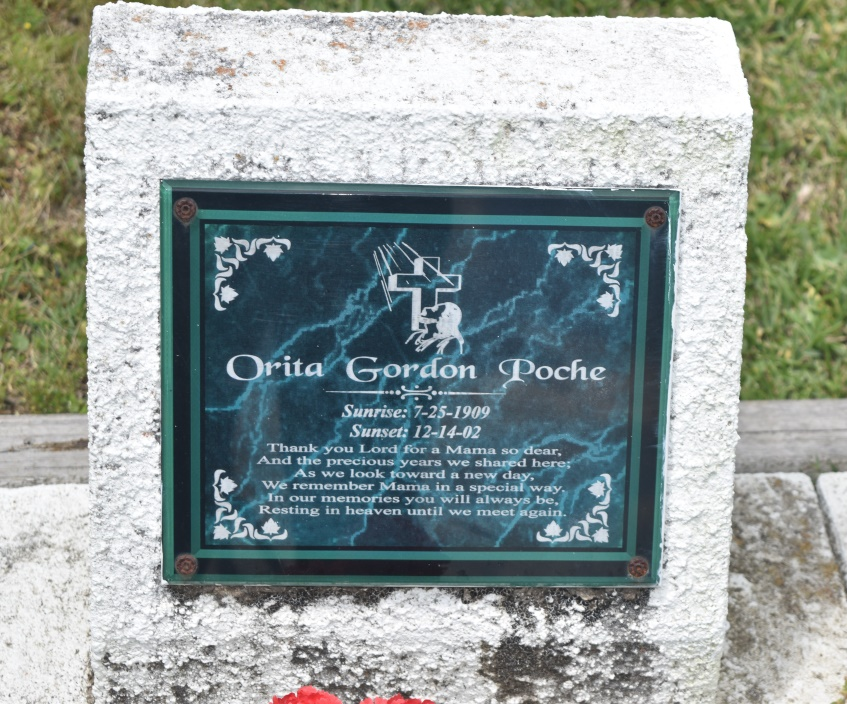 Orita Gordon Poche
Sunrise: 7-25-1909
Sunset: 12-14-02
Thank you Lord for a Mama so dear,
And the precious years we shared here;
As we look toward a new day,
We remember Mama in a special way.
In our memories you will always be,
Resting in heaven until we meet again.